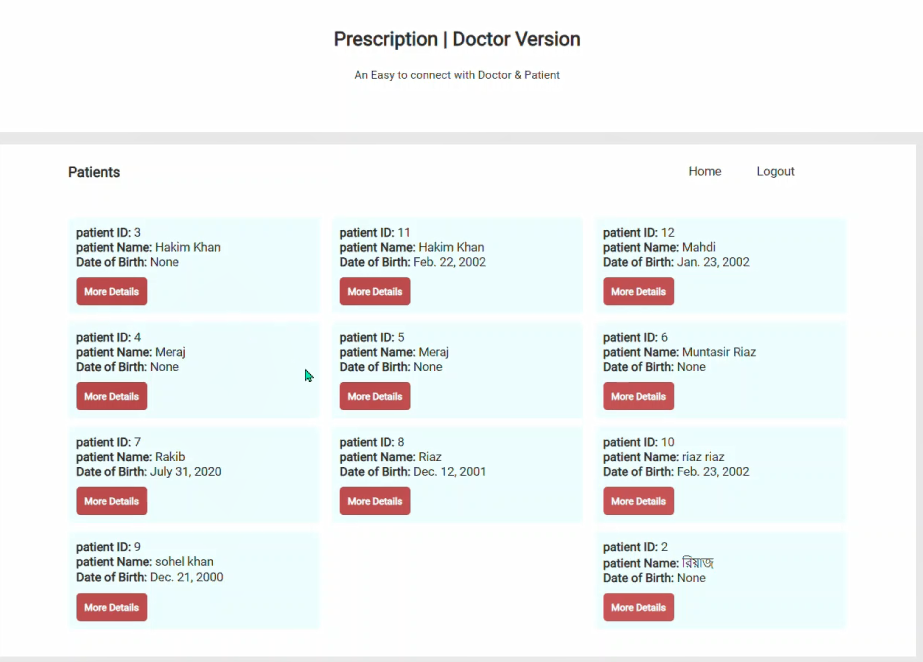 Prescription | Doctor Version
An Easy to connect with Doctor & Patient
Patients
Home
Logout
patient ID: 3
patient Name: Hakim Khan
Date of Birth: None
More Details
patient ID: 11
patient Name: Hakim Khan
Date of Birth: Feb. 22, 2002
More Details
patient ID: 12
patient Name: Mahdi
Date of Birth: Jan. 23, 2002
More Details
patient ID: 4
patient Name: Meraj
Date of Birth: None
More Details
patient ID: 5
patient Name: Meraj
Date of Birth: None
More Details
patient ID: 6
patient Name: Muntasir Riaz
Date of Birth: None
More Details
patient ID: 7
patient Name: Rakib
Date of Birth: July 31, 2020
More Details
patient ID: 8
patient Name: Riaz
Date of Birth: Dec. 12, 2001
More Details
patient ID: 10
patient Name: riaz riaz
Date of Birth: Feb. 23, 2002
More Details
patient ID: 9
patient Name: sohel khan
Date of Birth: Dec. 21, 2000
More Details
patient ID: 2
patient Name: রিয়াজ
Date of Birth: None
More Details